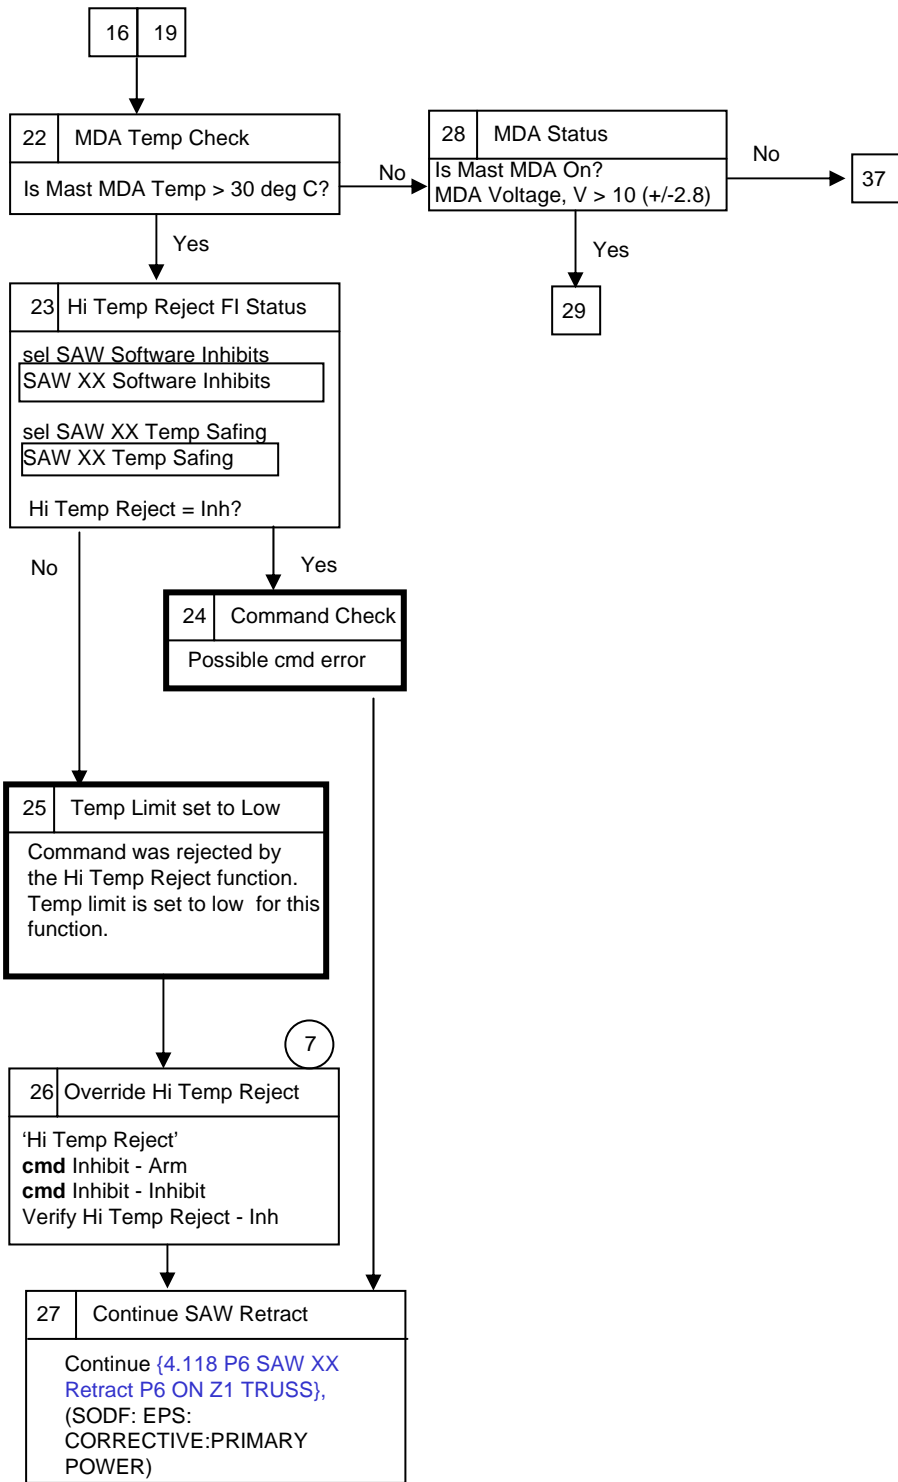 16 19
22 MDA Temp Check
Is Mast MDA Temp > 30 deg C?
No
28 MDA Status
Is Mast MDA On?
MDA Voltage, V > 10 (+/-2.8)
No
37
Yes
29
Yes
23 Hi Temp Reject FI Status
sel SAW Software Inhibits
SAW XX Software Inhibits
sel SAW XX Temp Safing
SAW XX Temp Safing
Hi Temp Reject = Inh?
No
Yes
24 Command Check
Possible cmd error
25 Temp Limit set to Low
Command was rejected by
the Hi Temp Reject function.
Temp limit is set to low for this
function.
7
26 Override Hi Temp Reject
‘Hi Temp Reject’
cmd Inhibit - Arm
cmd Inhibit - Inhibit
Verify Hi Temp Reject - Inh
27 Continue SAW Retract
Continue {4.118 P6 SAW XX
Retract P6 ON Z1 TRUSS},
(SODF: EPS:
CORRECTIVE:PRIMARY
POWER)